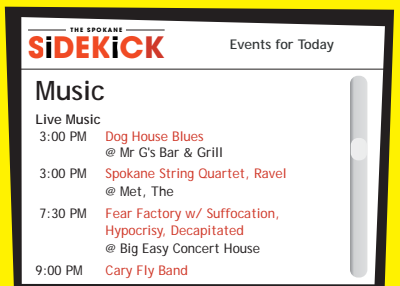 THE SPOKANE
SiDEKiCK
Events for Today
Music
Live Music
3:00 PM Dog House Blues
@ Mr G's Bar & Grill
3:00 PM Spokane String Quartet, Ravel
@ Met, The
7:30 PM Fear Factory w/ Suffocation,
Hypocrisy, Decapitated
@ Big Easy Concert House
9:00 PM Cary Fly Band